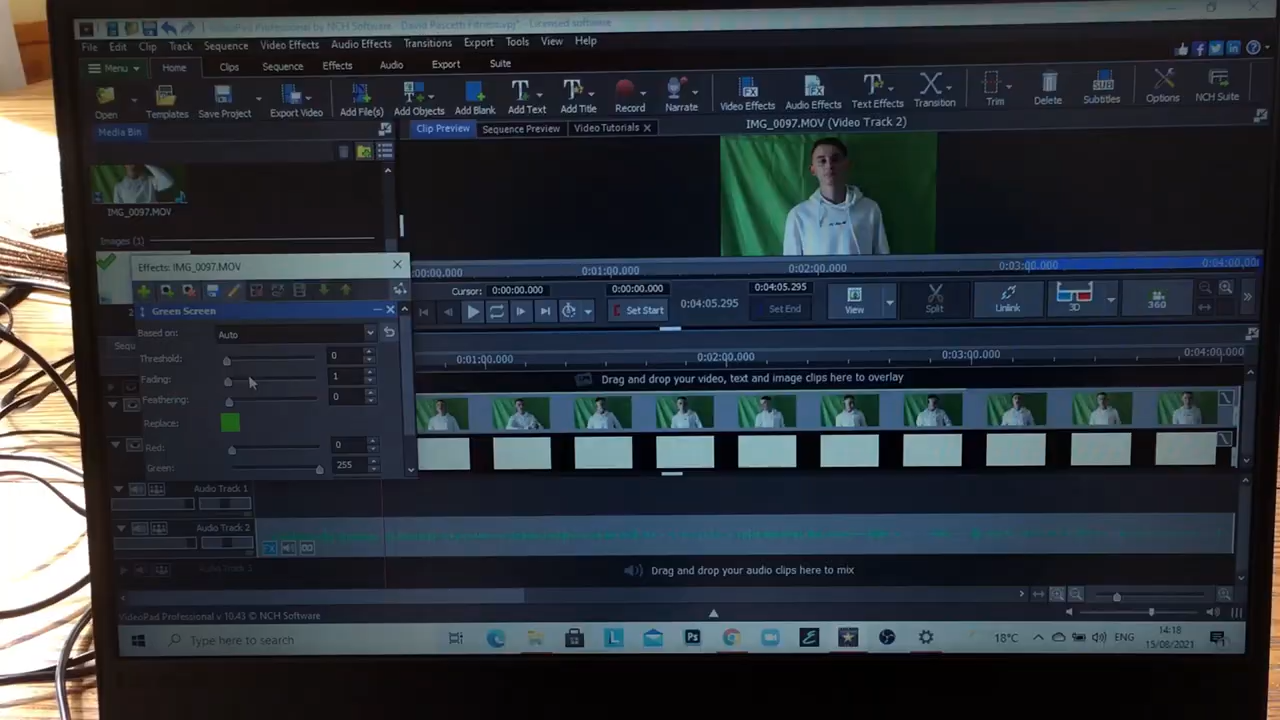 VideoPad Professional by NCH Software - David Pascetti Fitness.vpj - Licensed software
File Edit Clip Track Sequence Video Effects Audio Effects Transitions Export Tools View Help
Menu Home Clips Sequence Effects Audio Export Suite
Open Templates Save Project Export Video Add File(s) Add Objects Add Blank Add Text Add Title Record Narrate Video Effects Audio Effects Text Effects Transition Trim Delete Subtitles Options NCH Suite
Media Bin
Clip Preview Sequence Preview Video Tutorials
IMG_0097.MOV (Video Track 2)
IMG_0097.MOV
Images (1)
Effects: IMG_0097.MOV
0:01:00.000 0:02:00.000 0:03:00.000 0:04:00.00
Cursor: 0:00:00.000 0:00:00.000 Set Start 0:04:05.295 0:04:05.295 Set End View Split Unlink 3D 360
Green Screen
Based on: Auto
Threshold: 0
Fading: 1
Feathering: 0
Replace:
Red: 0
Green: 255
0:01:00.000 0:02:00.000 0:03:00.000 0:04:00.000
Drag and drop your video, text and image clips here to overlay
Audio Track 1
Audio Track 2
FX
Audio Track 3
Drag and drop your audio clips here to mix
VideoPad Professional v 10.43 © NCH Software
Type here to search
L Ps 18°C ENG 14:18
15/08/2021